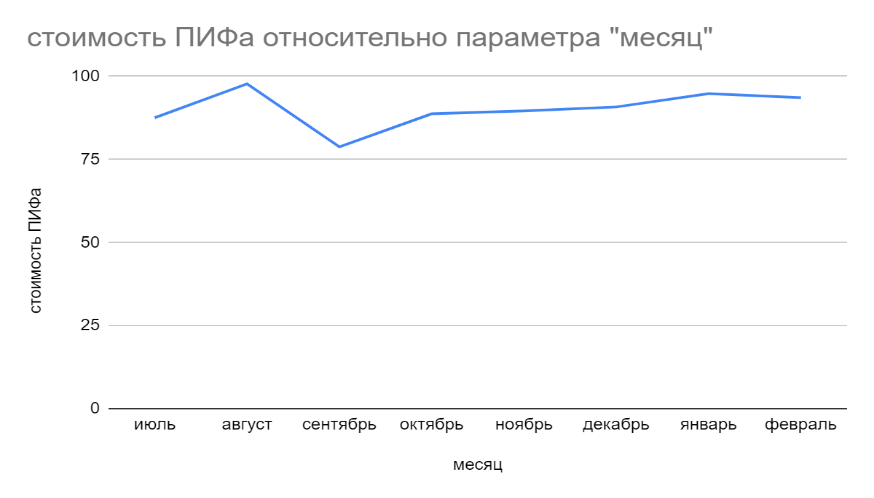 стоимость ПИФа относительно параметра "месяц"
100
75
50
25
0
стоимость ПИФа
июль август сентябрь октябрь ноябрь декабрь январь февраль
месяц